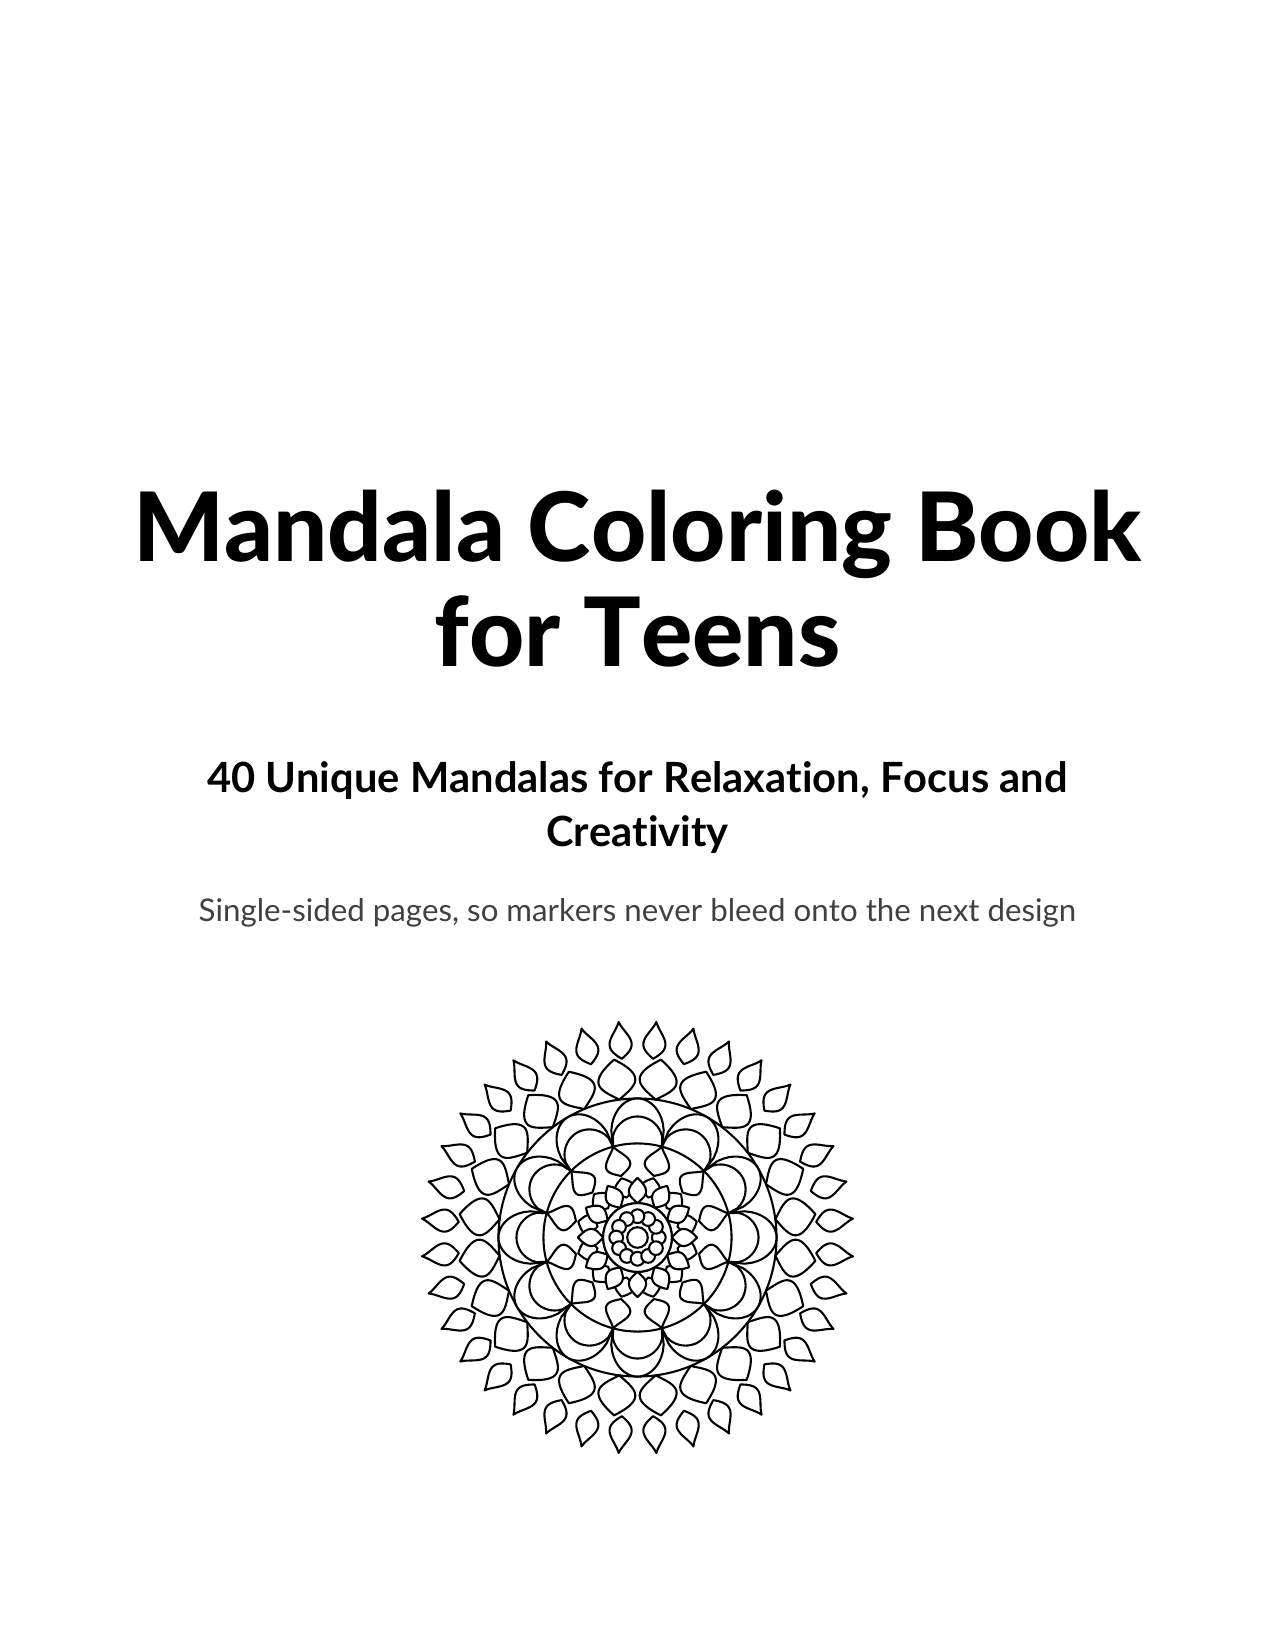 Mandala Coloring Book
for Teens
40 Unique Mandalas for Relaxation, Focus and
Creativity
Single-sided pages, so markers never bleed onto the next design